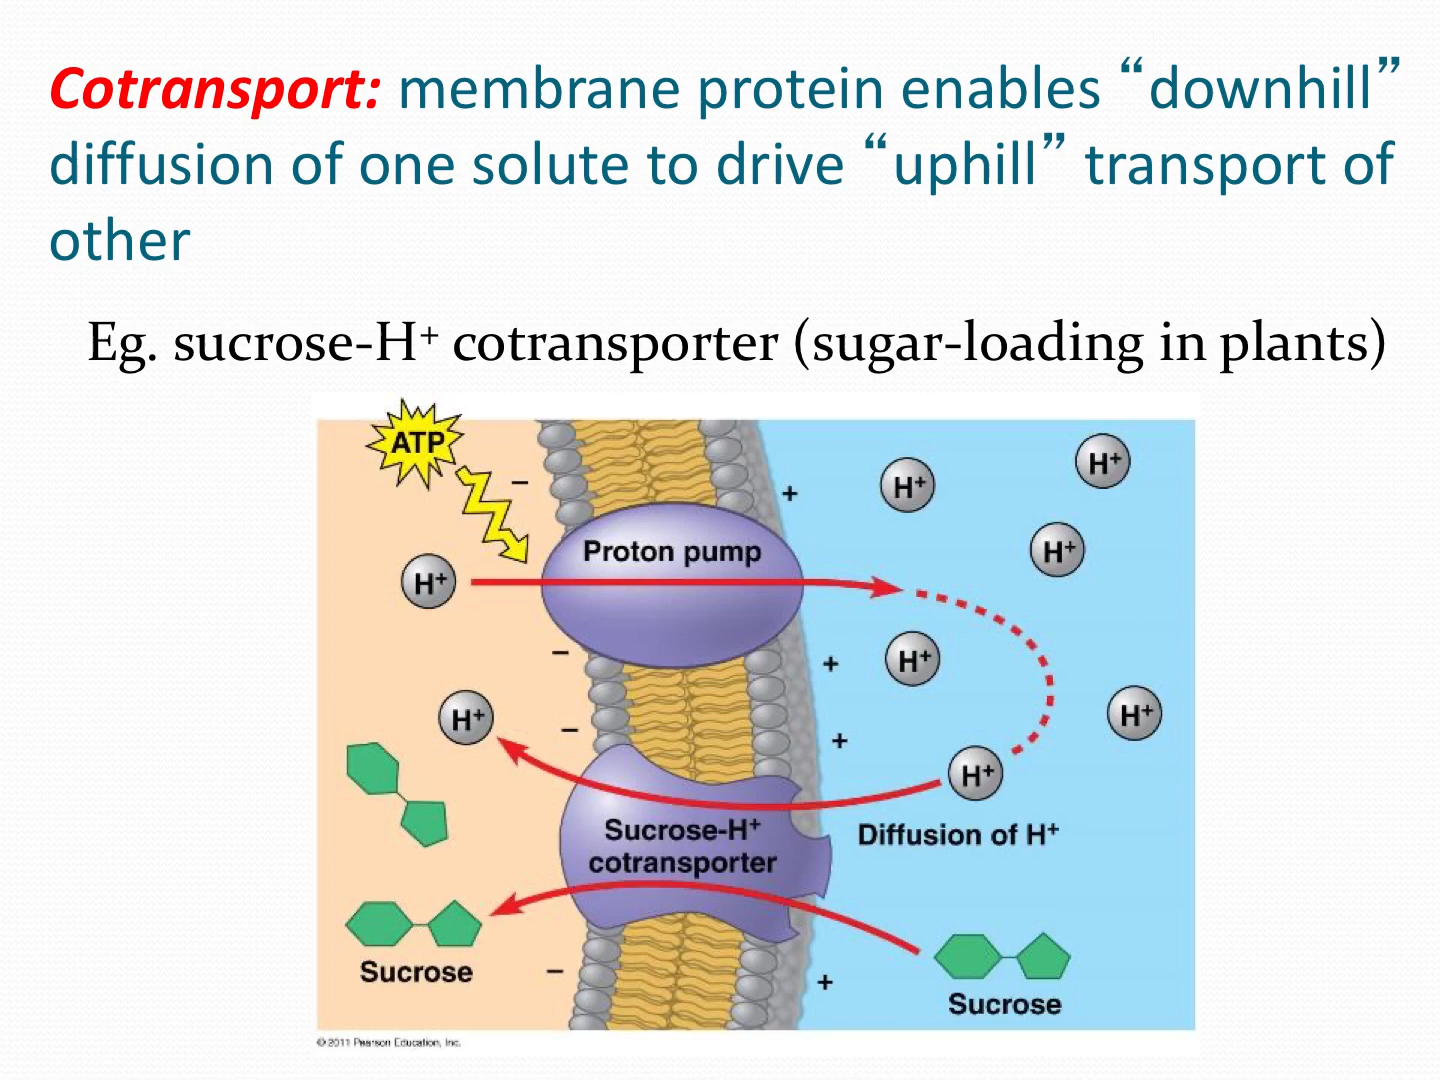 Cotransport: membrane protein enables “downhill”
diffusion of one solute to drive “uphill” transport of
other
Eg. sucrose-H⁺ cotransporter (sugar-loading in plants)
ATP
−
+
H⁺
H⁺
H⁺
Proton pump
H⁺
−
+
H⁺
H⁺
H⁺
−
+
H⁺
Sucrose-H⁺
cotransporter
Diffusion of H⁺
Sucrose
−
+
Sucrose
© 2011 Pearson Education, Inc.